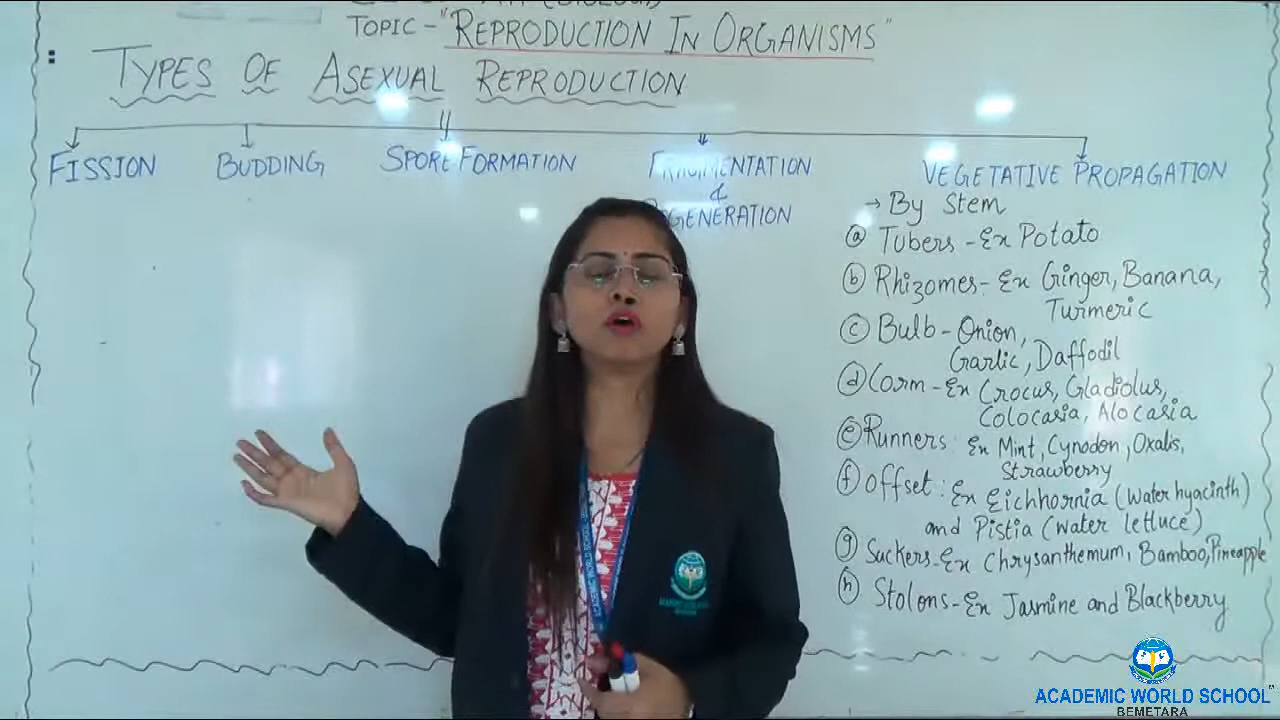 TOPIC - "REPRODUCTION IN ORGANISMS"
TYPES OF ASEXUAL REPRODUCTION
FISSION BUDDING SPORE FORMATION FRAGMENTATION VEGETATIVE PROPAGATION
&
REGENERATION
→ By Stem
ⓐ Tubers - Ex Potato
ⓑ Rhizomes - Ex Ginger, Banana,
Turmeric
ⓒ Bulb - Onion,
Garlic, Daffodil
ⓓ Corm - Ex Crocus, Gladiolus,
Colocasia, Alocasia
ⓔ Runners: Ex Mint, Cynodon, Oxalis,
Strawberry
ⓕ Offset: Ex Eichhornia (water hyacinth)
and Pistia (water lettuce)
ⓖ Suckers - Ex Chrysanthemum, Bamboo, Pineapple
ⓗ Stolons - Ex Jasmine and Blackberry
ACADEMIC WORLD SCHOOL"
BEMETARA